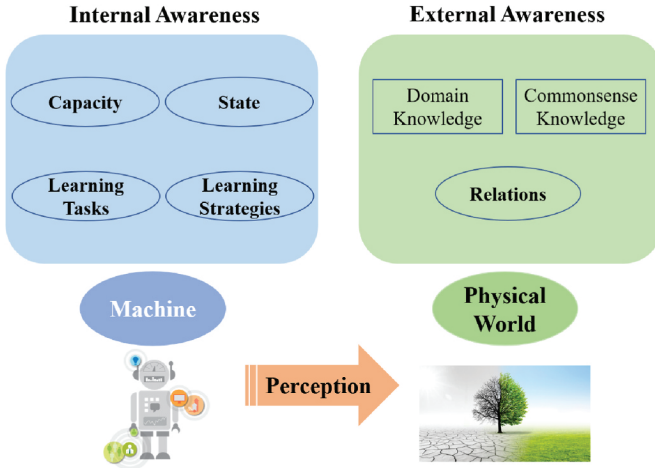 Internal Awareness
External Awareness
Capacity
State
Learning
Tasks
Learning
Strategies
Domain
Knowledge
Commonsense
Knowledge
Relations
Machine
Physical
World
Perception